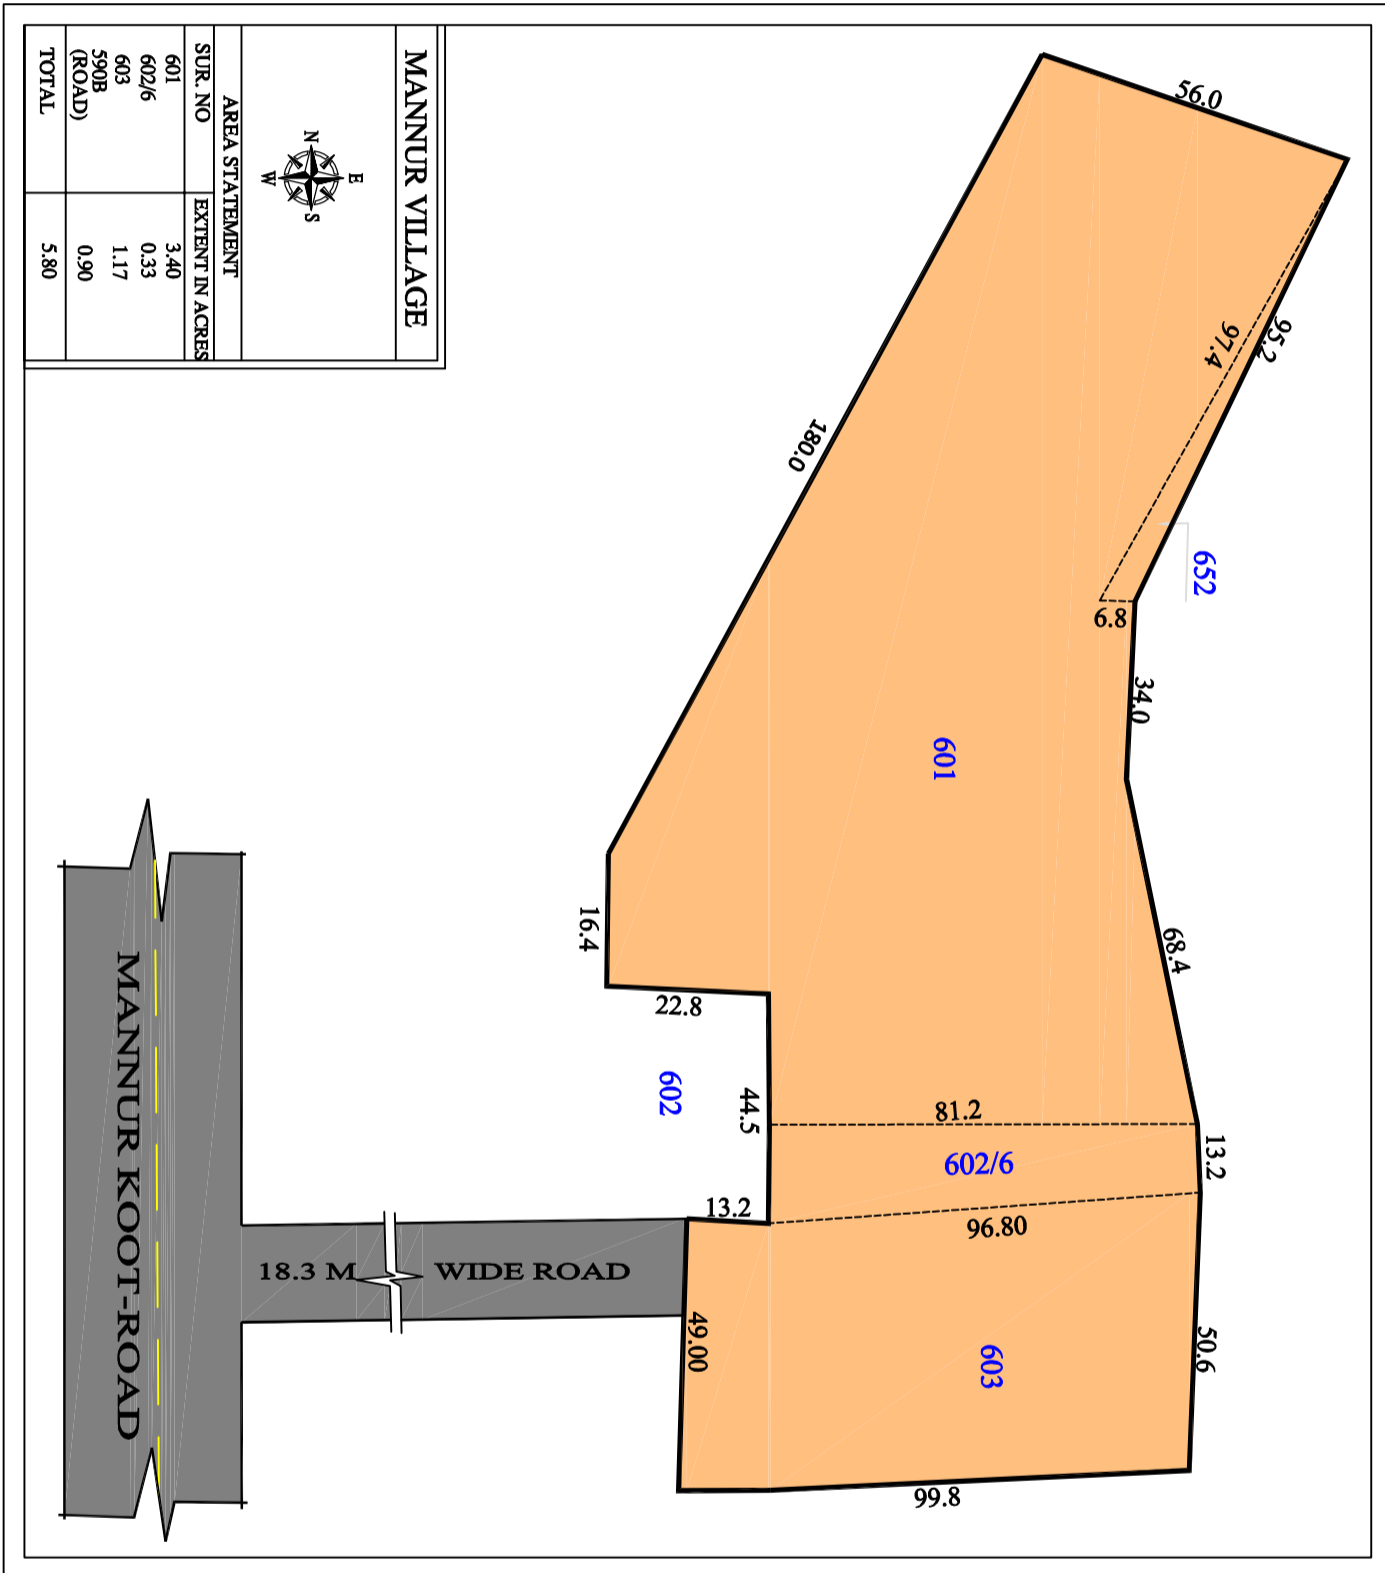 MANNUR VILLAGE
N
E
S
W
AREA STATEMENT
SUR. NO EXTENT IN ACRES
601 3.40
602/6 0.33
603 1.17
590B
(ROAD) 0.90
TOTAL 5.80
56.0
95.2
97.4
652
6.8
34.0
180.0
601
68.4
16.4
22.8
602
44.5
81.2
13.2
602/6
13.2
96.80
18.3 M WIDE ROAD
49.00
603
50.6
99.8
MANNUR KOOT-ROAD